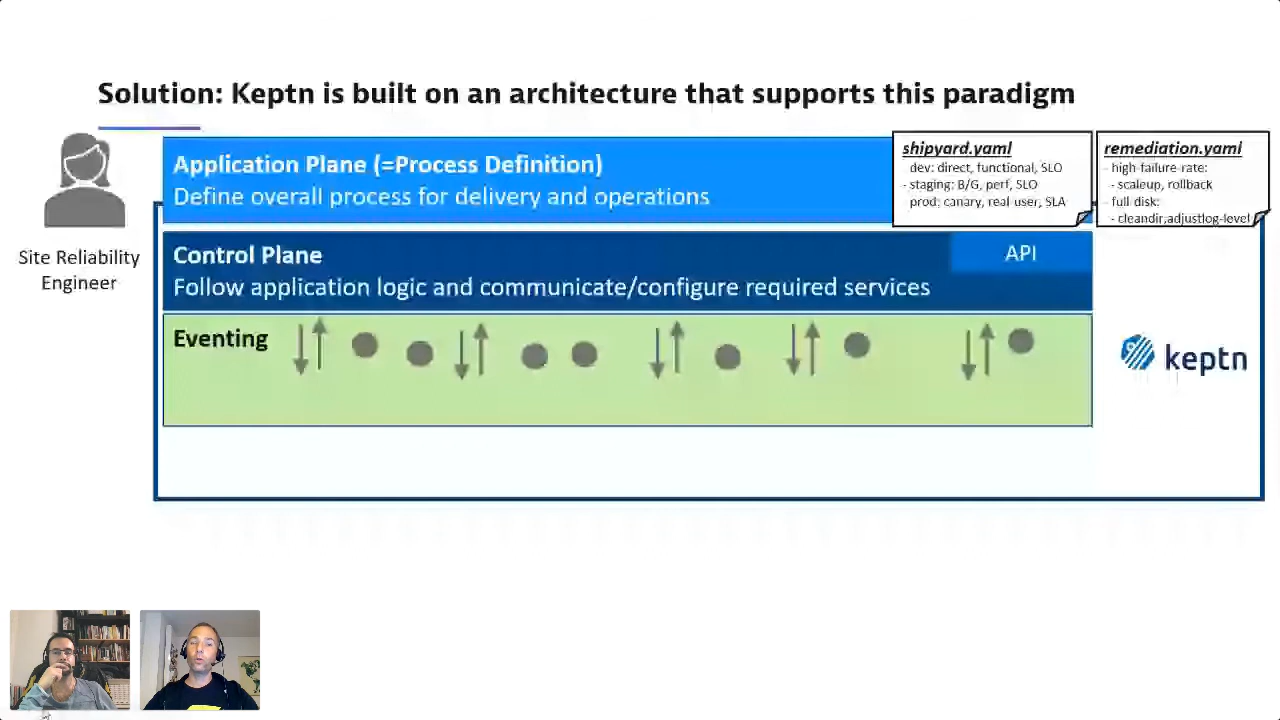 Solution: Keptn is built on an architecture that supports this paradigm
Site Reliability
Engineer
Application Plane (=Process Definition)
Define overall process for delivery and operations
shipyard.yaml
dev: direct, functional, SLO
- staging: B/G, perf, SLO
- prod: canary, real user, SLA
remediation.yaml
- high-failure-rate:
- scaleup, rollback
- full disk:
- cleandir,adjustlog-level
Control Plane
Follow application logic and communicate/configure required services
API
Eventing
keptn